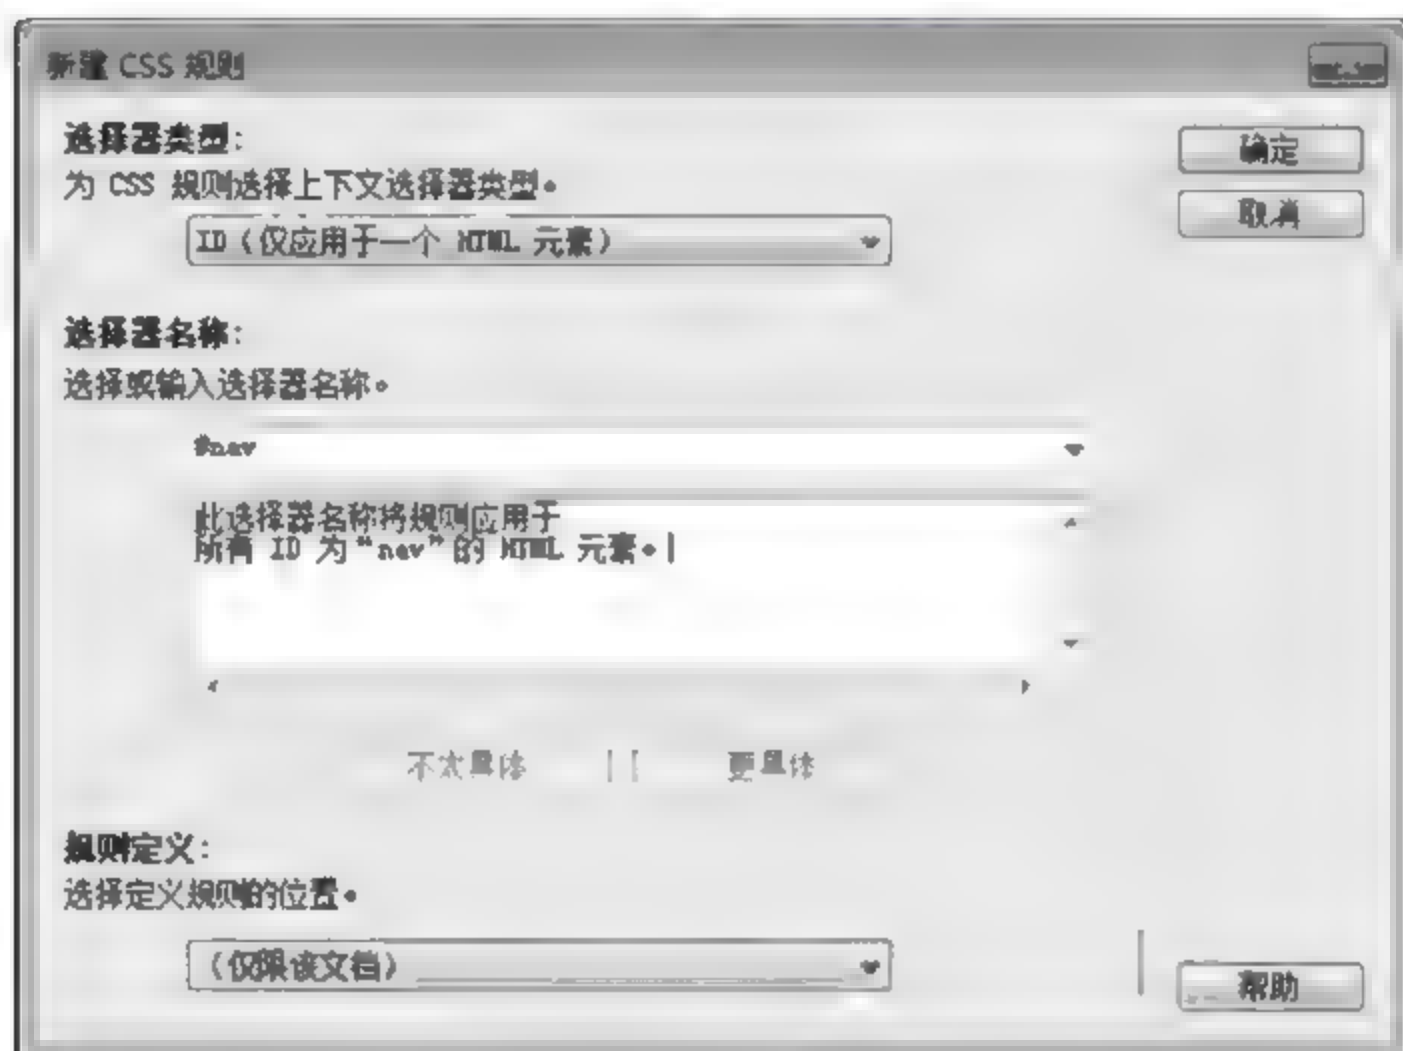 新建 CSS 规则
选择器类型：
确定
为 CSS 规则选择上下文选择器类型。
取消
ID（仅应用于一个 HTML 元素）
选择器名称：
选择或输入选择器名称。
#nav
此选择器名称将规则应用于
所有 ID 为“nav”的 HTML 元素。
不太具体
更具体
规则定义：
选择定义规则的位置。
（仅限该文档）
帮助